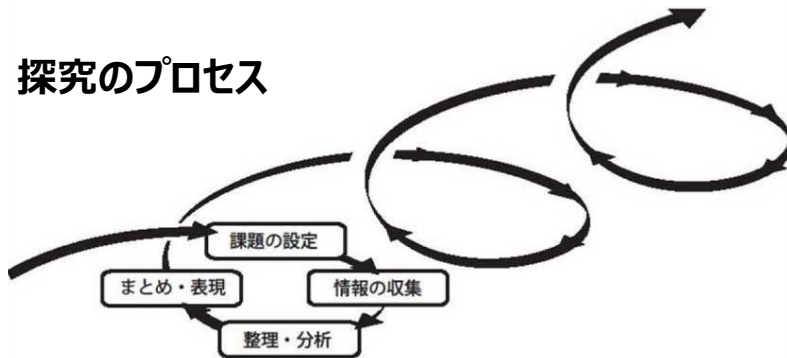 探究のプロセス
課題の設定
まとめ・表現
情報の収集
整理・分析